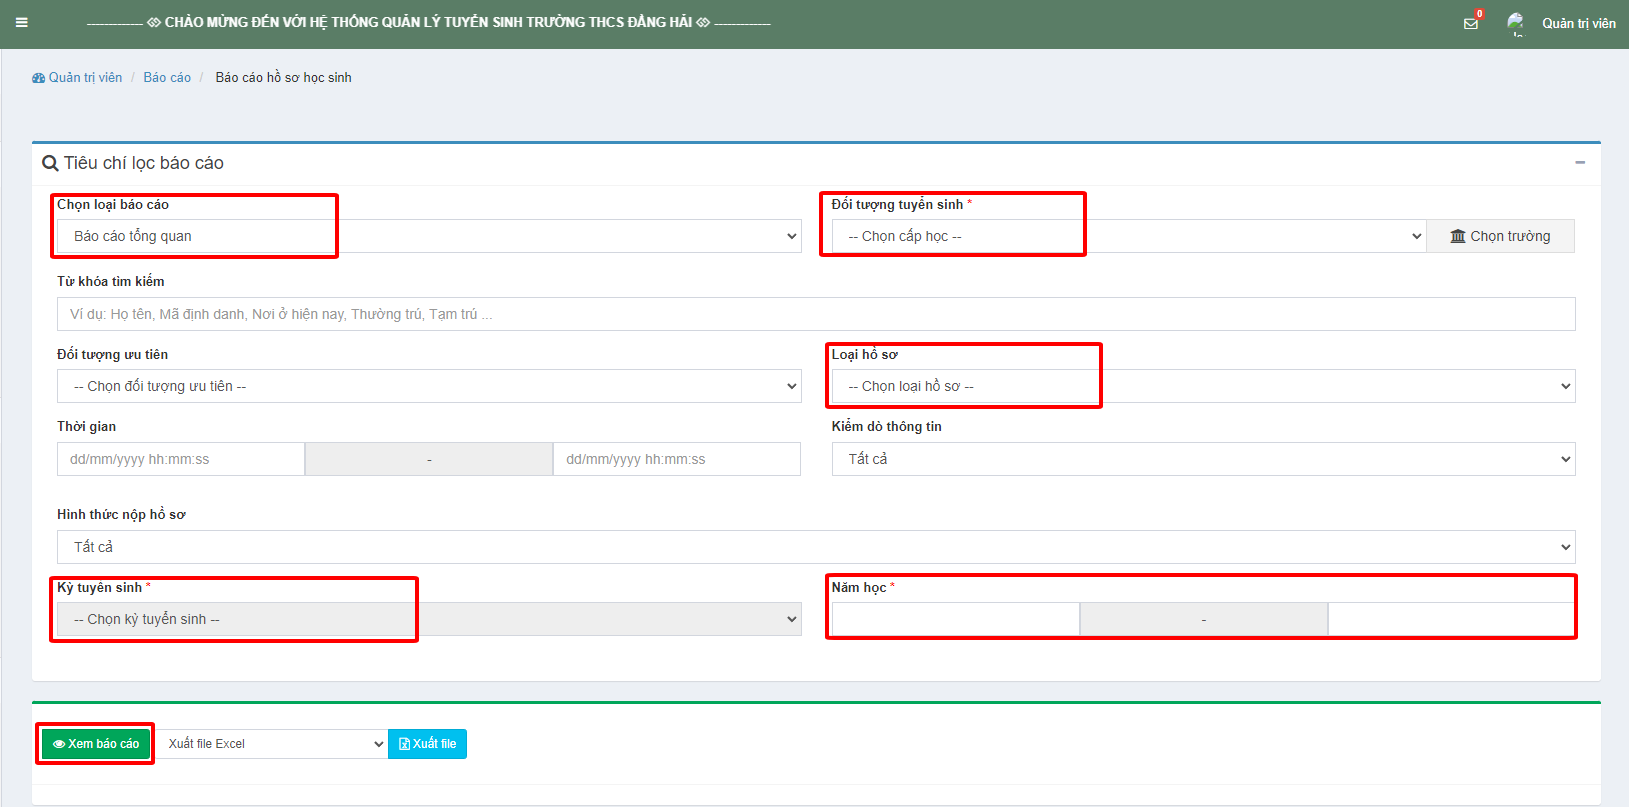 ------------- CHÀO MỪNG ĐẾN VỚI HỆ THỐNG QUẢN LÝ TUYỂN SINH TRƯỜNG THCS ĐẰNG HẢI -------------
0
Quản trị viên
Quản trị viên / Báo cáo / Báo cáo hồ sơ học sinh
Tiêu chí lọc báo cáo
Chọn loại báo cáo
Đối tượng tuyển sinh *
Báo cáo tổng quan
-- Chọn cấp học --
Chọn trường
Từ khóa tìm kiếm
Ví dụ: Họ tên, Mã định danh, Nơi ở hiện nay, Thường trú, Tạm trú ...
Đối tượng ưu tiên
Loại hồ sơ
-- Chọn đối tượng ưu tiên --
-- Chọn loại hồ sơ --
Thời gian
Kiểm dò thông tin
dd/mm/yyyy hh:mm:ss - dd/mm/yyyy hh:mm:ss
Tất cả
Hình thức nộp hồ sơ
Tất cả
Kỳ tuyên sinh *
Năm học *
-- Chọn kỳ tuyển sinh --
-
Xem báo cáo
Xuất file Excel
Xuất file